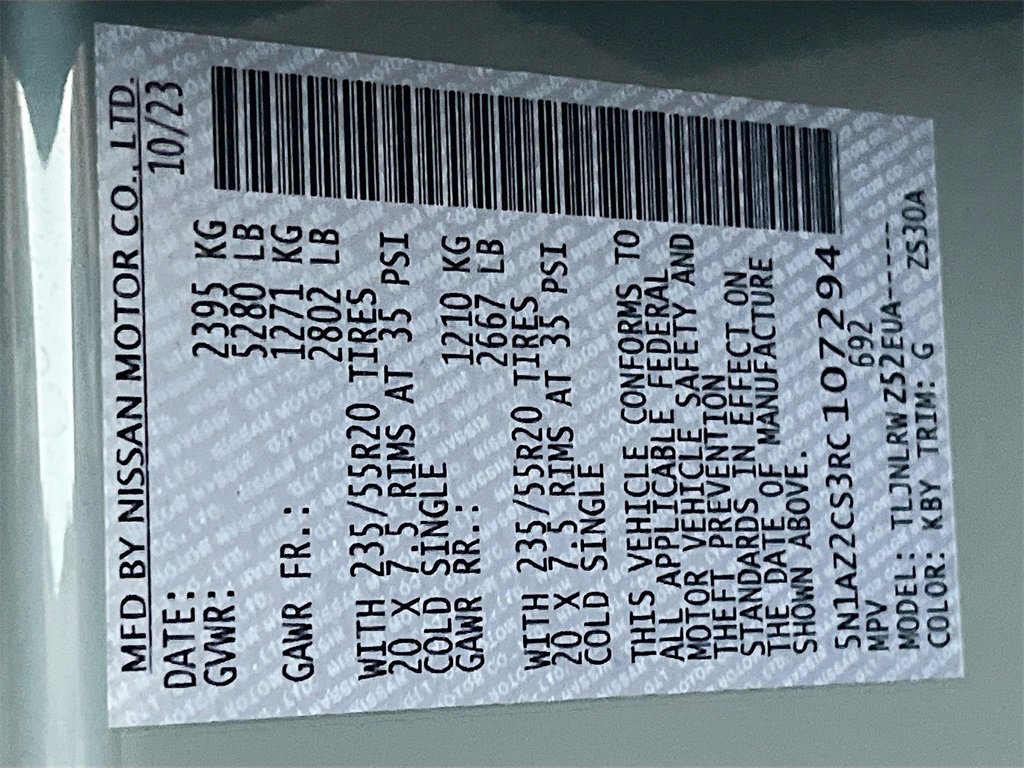 MFD BY NISSAN MOTOR CO., LTD.
DATE: 10/23
GVWR: 2395 KG
5280 LB
GAWR FR.: 1271 KG
2802 LB
WITH 235/55R20 TIRES
20 X 7.5 RIMS AT 35 PSI
COLD SINGLE
GAWR RR.: 1210 KG
2667 LB
WITH 235/55R20 TIRES
20 X 7.5 RIMS AT 35 PSI
COLD SINGLE
THIS VEHICLE CONFORMS TO
ALL APPLICABLE FEDERAL
MOTOR VEHICLE SAFETY AND
THEFT PREVENTION
STANDARDS IN EFFECT ON
THE DATE OF MANUFACTURE
SHOWN ABOVE.
5N1AZ2CS3RC107294
MPV 692
MODEL: TLJNLRWZ52EUA-----
COLOR: KBY TRIM: G ZS30A